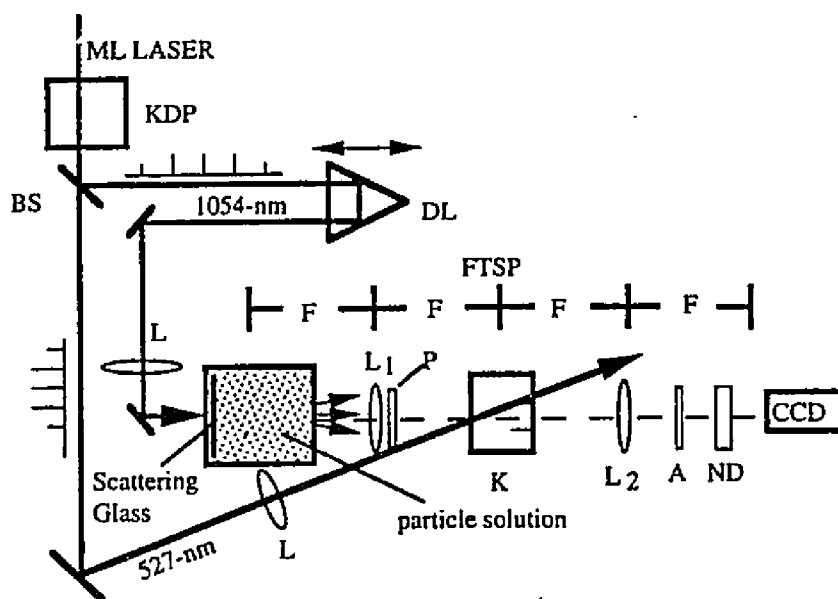 ML LASER
KDP
BS
1054-nm
DL
FTSP
F F F F
L
L1 P
CCD
K
L2 A ND
Scattering
Glass
L
particle solution
527-nm